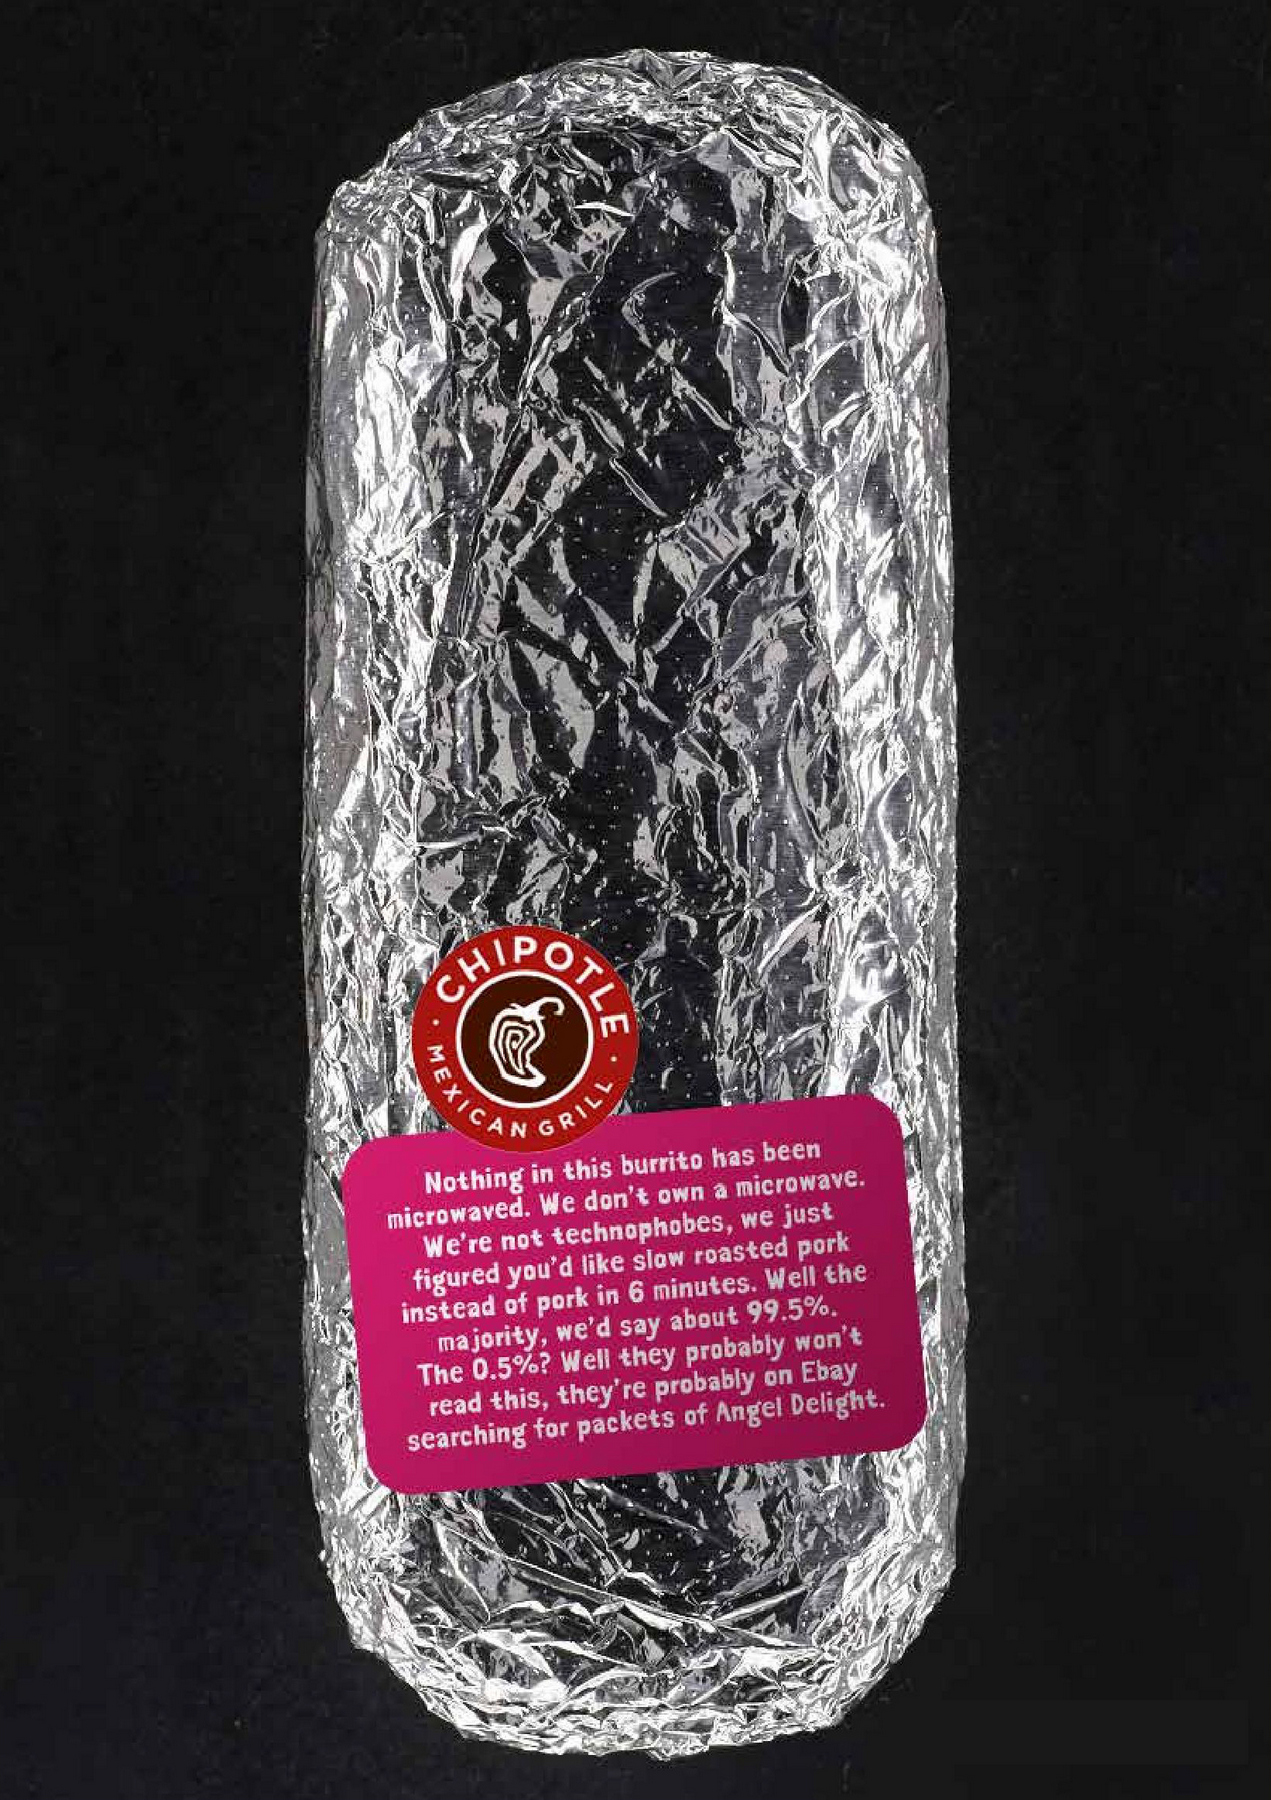 CHIPOTLE
MEXICAN GRILL
Nothing in this burrito has been
microwaved. We don't own a microwave.
We're not technophobes, we just
figured you'd like slow roasted pork
instead of pork in 6 minutes. Well the
majority, we'd say about 99.5%.
The 0.5%? Well they probably won't
read this, they're probably on Ebay
searching for packets of Angel Delight.